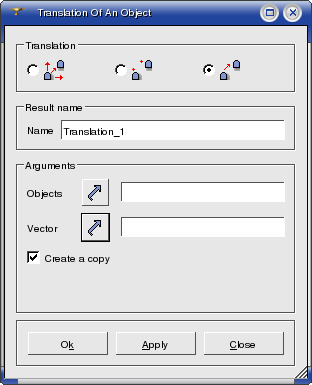 Translation Of An Object
Translation
Result name
Name Translation_1
Arguments
Objects
Vector
Create a copy
Ok Apply Close